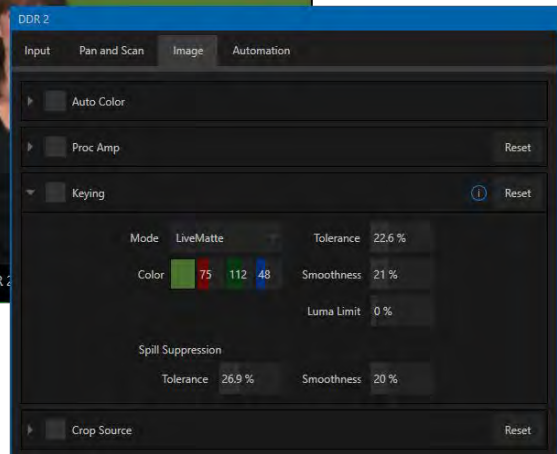 DDR 2
Input Pan and Scan Image Automation
Auto Color
Proc Amp Reset
Keying Reset
Mode LiveMatte Tolerance 22.6 %
Color 75 112 48 Smoothness 21 %
Luma Limit 0 %
Spill Suppression
Tolerance 26.9 % Smoothness 20 %
Crop Source Reset